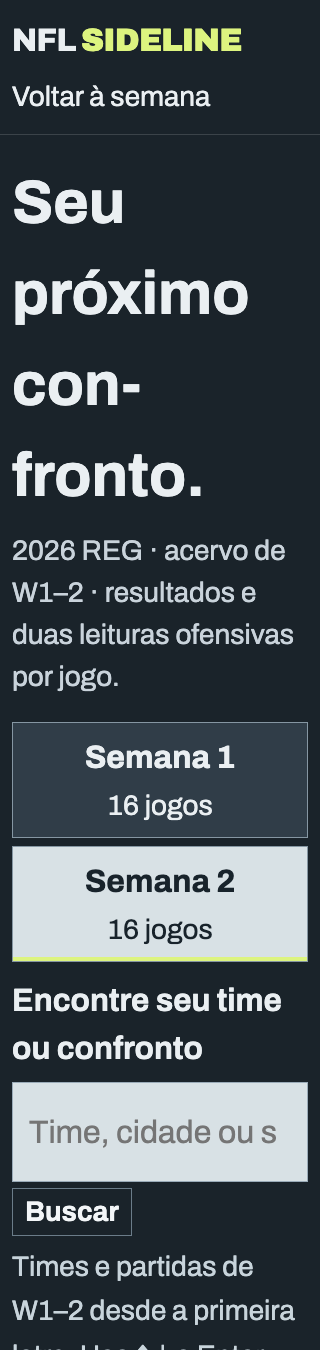 NFL SIDELINE
Voltar à semana
Seu
próximo
con-
fronto.
2026 REG · acervo de
W1–2 · resultados e
duas leituras ofensivas
por jogo.
Semana 1
16 jogos
Semana 2
16 jogos
Encontre seu time
ou confronto
Time, cidade ou s
Buscar
Times e partidas de
W1–2 desde a primeira